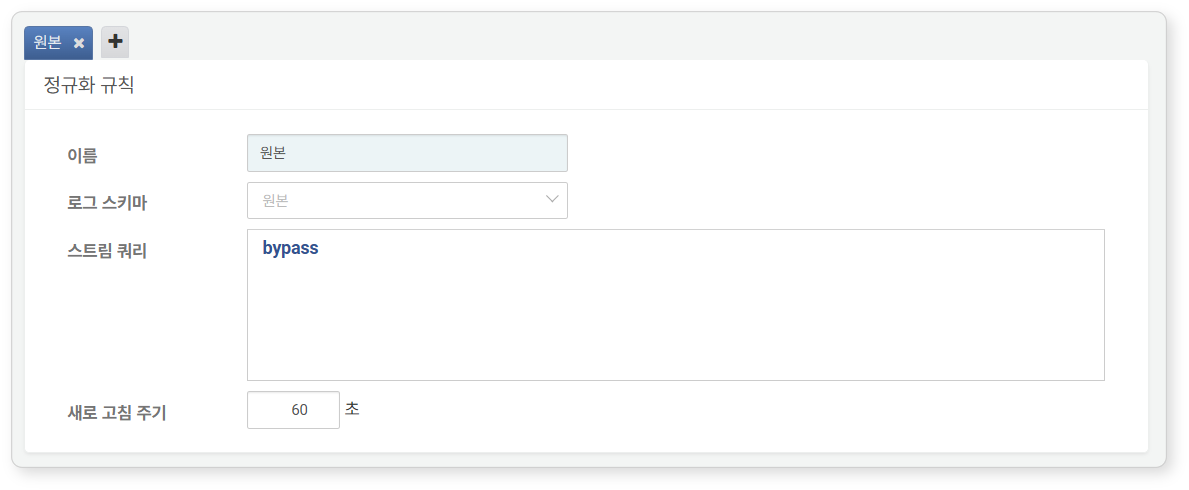 원본
정규화 규칙
이름
원본
로그 스키마
원본
스트림 쿼리
bypass
새로 고침 주기
60 초